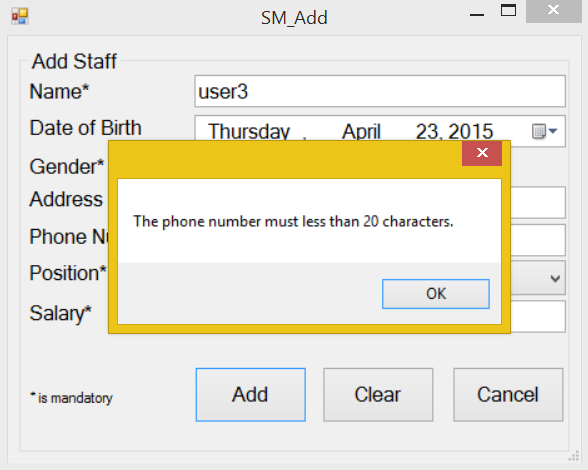 SM_Add
Add Staff
Name*
user3
Date of Birth
Thursday , April 23, 2015
Gender*
Address
The phone number must less than 20 characters.
Phone Nu
Position*
OK
Salary*
* is mandatory
Add
Clear
Cancel